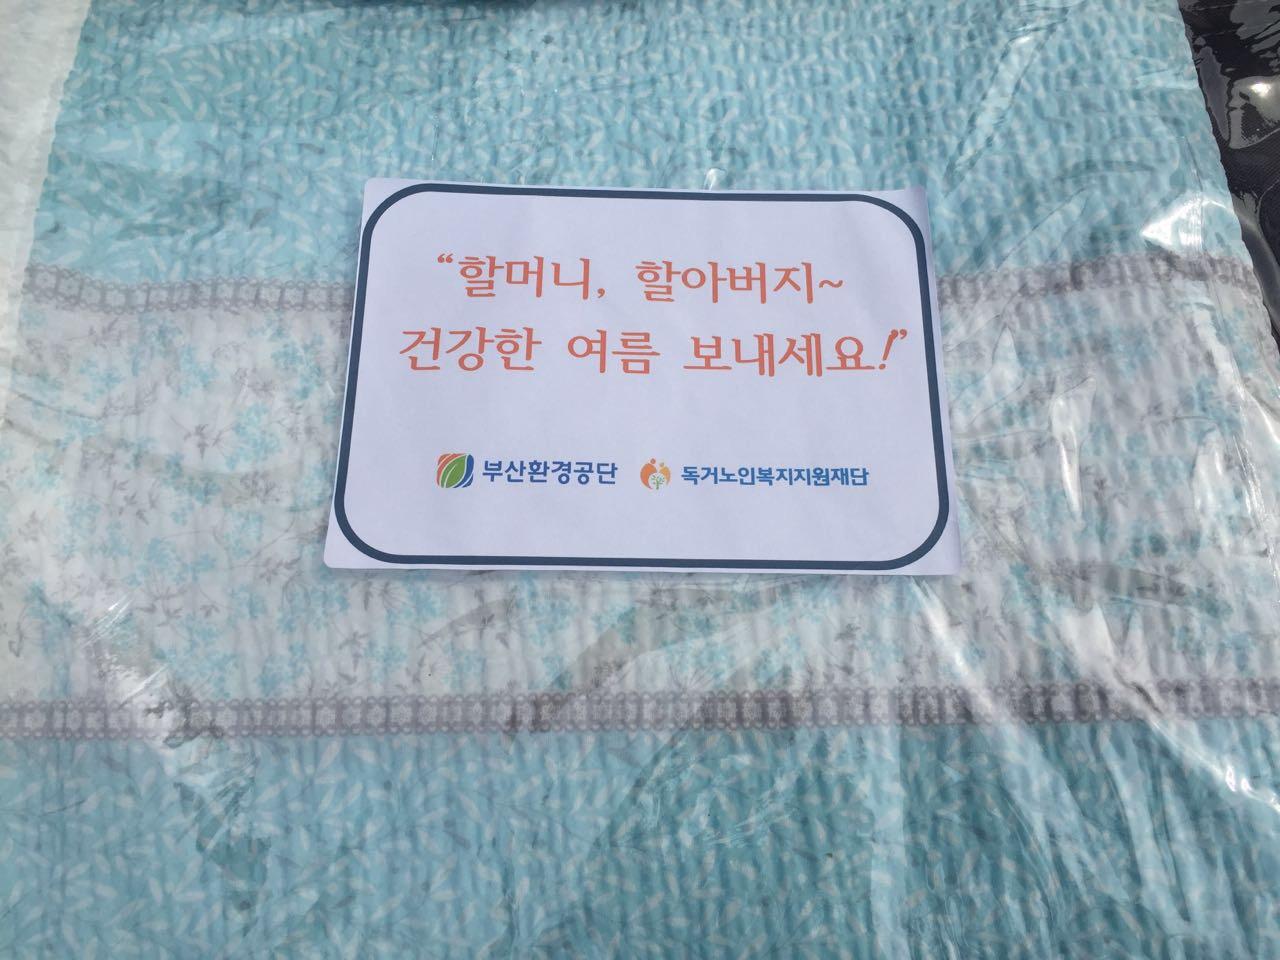 “할머니, 할아버지~
건강한 여름 보내세요!”
부산환경공단 독거노인복지지원재단